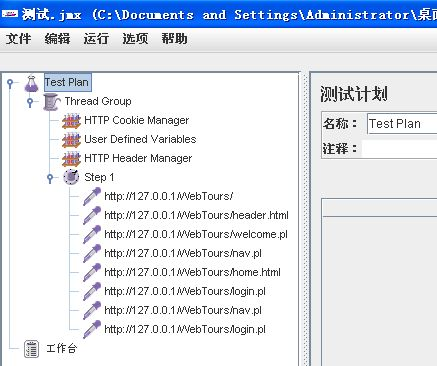 测试.jmx (C:\Documents and Settings\Administrator\桌面
文件 编辑 运行 选项 帮助
Test Plan
Thread Group
HTTP Cookie Manager
User Defined Variables
HTTP Header Manager
Step 1
http://127.0.0.1/WebTours/
http://127.0.0.1/WebTours/header.html
http://127.0.0.1/WebTours/welcome.pl
http://127.0.0.1/WebTours/nav.pl
http://127.0.0.1/WebTours/home.html
http://127.0.0.1/WebTours/login.pl
http://127.0.0.1/WebTours/nav.pl
http://127.0.0.1/WebTours/login.pl
工作台
测试计划
名称: Test Plan
注释: